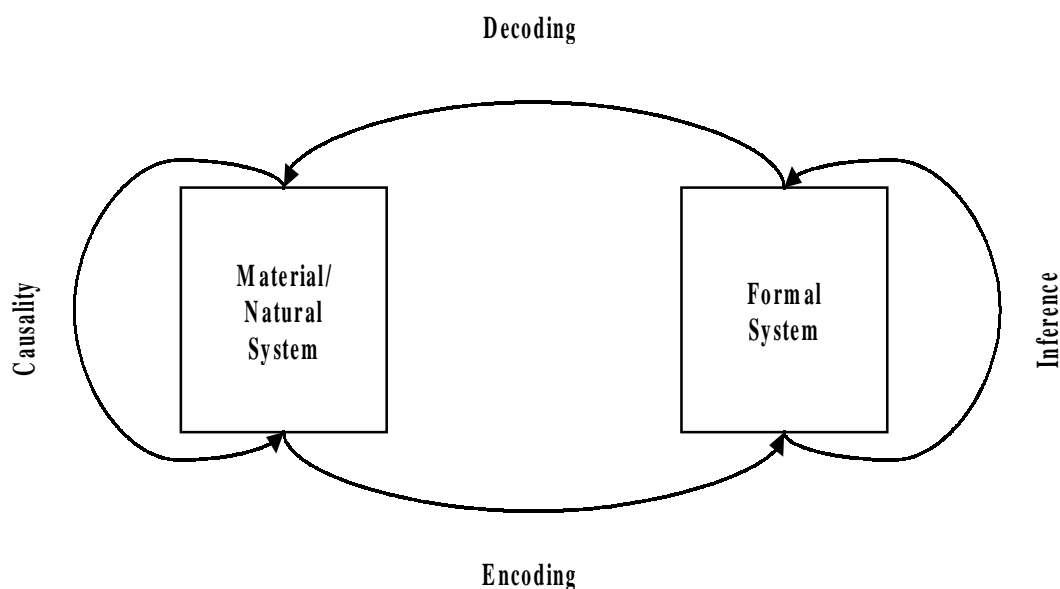 Decoding
Causality
Material/
Natural
System
Formal
System
Inference
Encoding